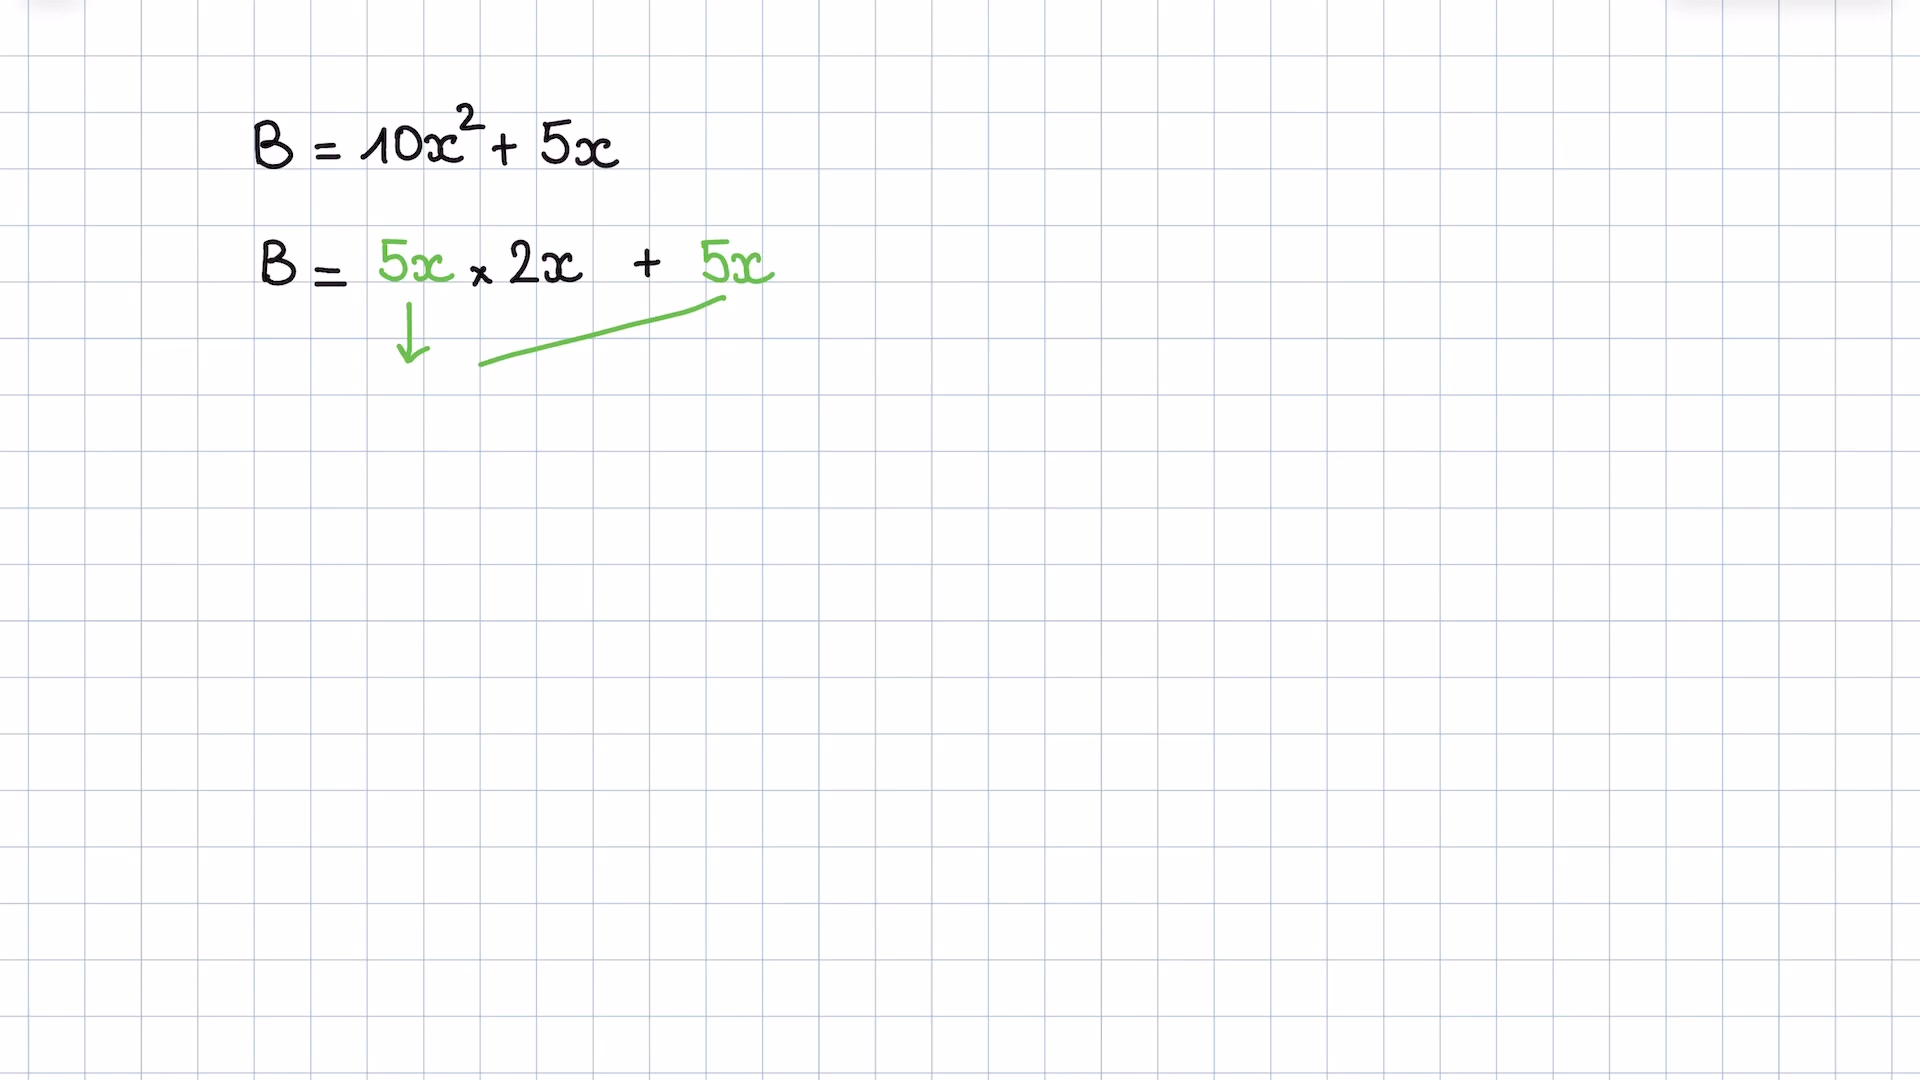 B = 10x² + 5x
B = 5x × 2x + 5x